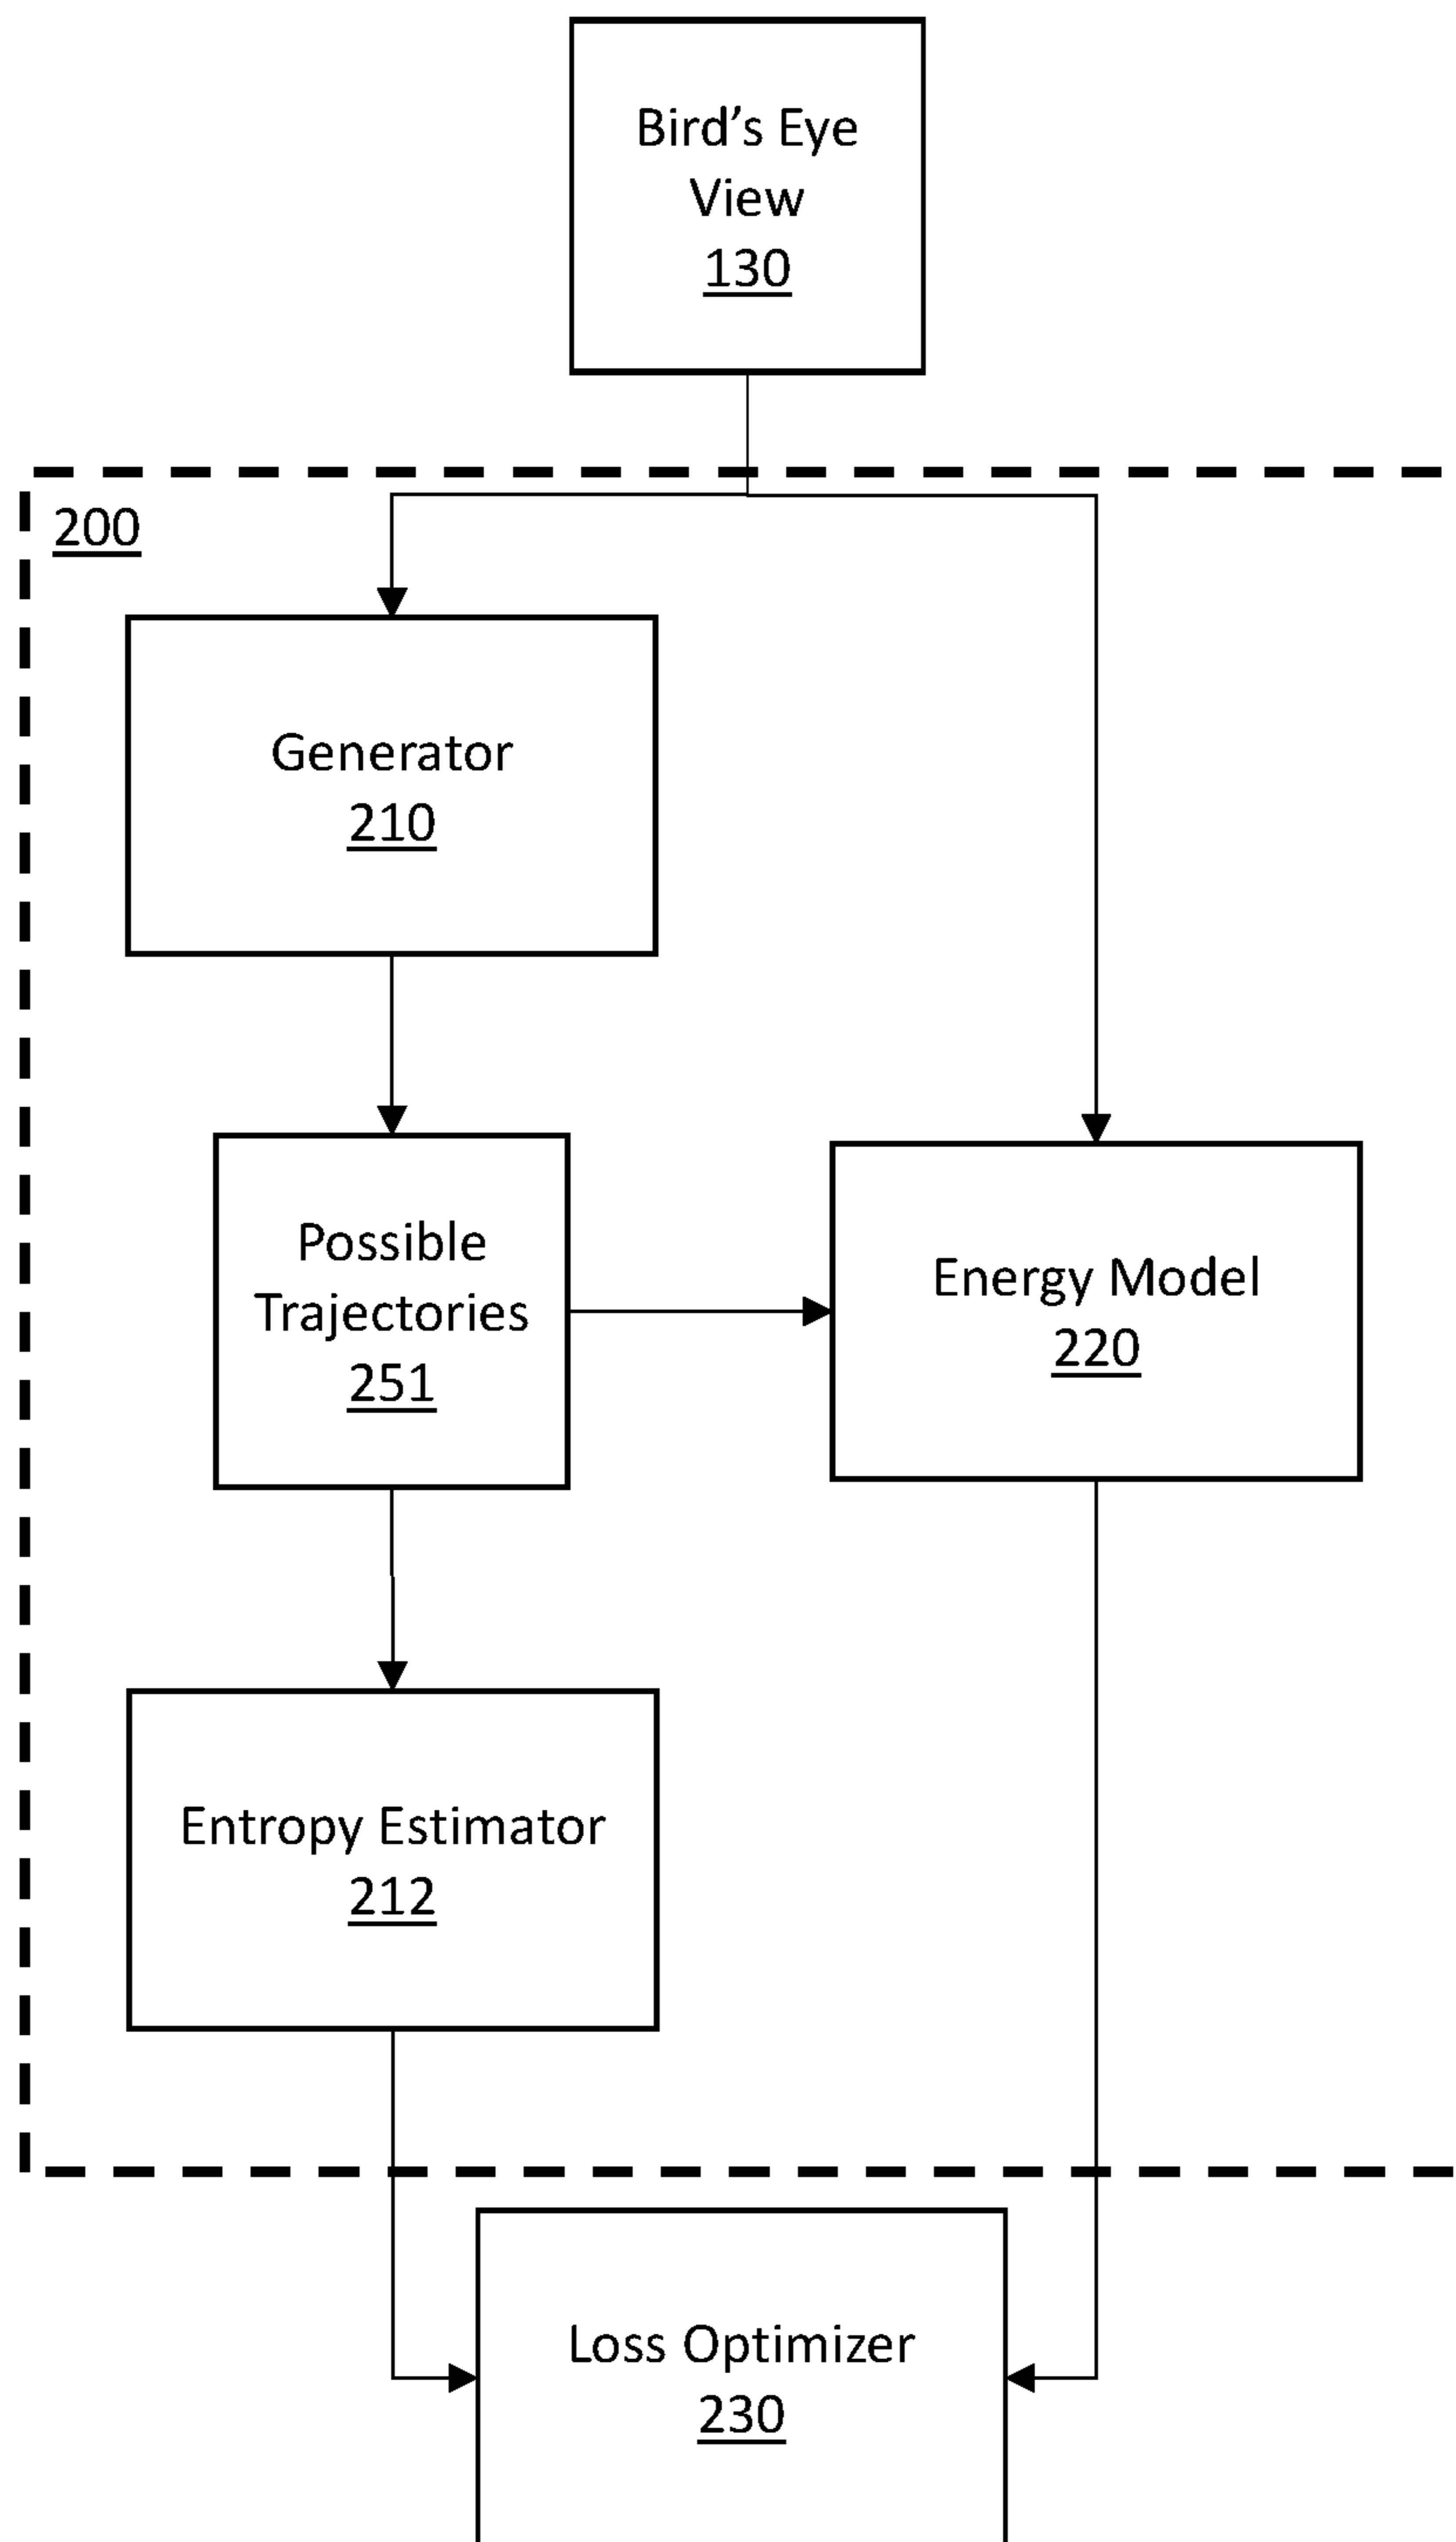 Bird’s Eye
View
130
200
Generator
210
Possible
Trajectories
251
Energy Model
220
Entropy Estimator
212
Loss Optimizer
230